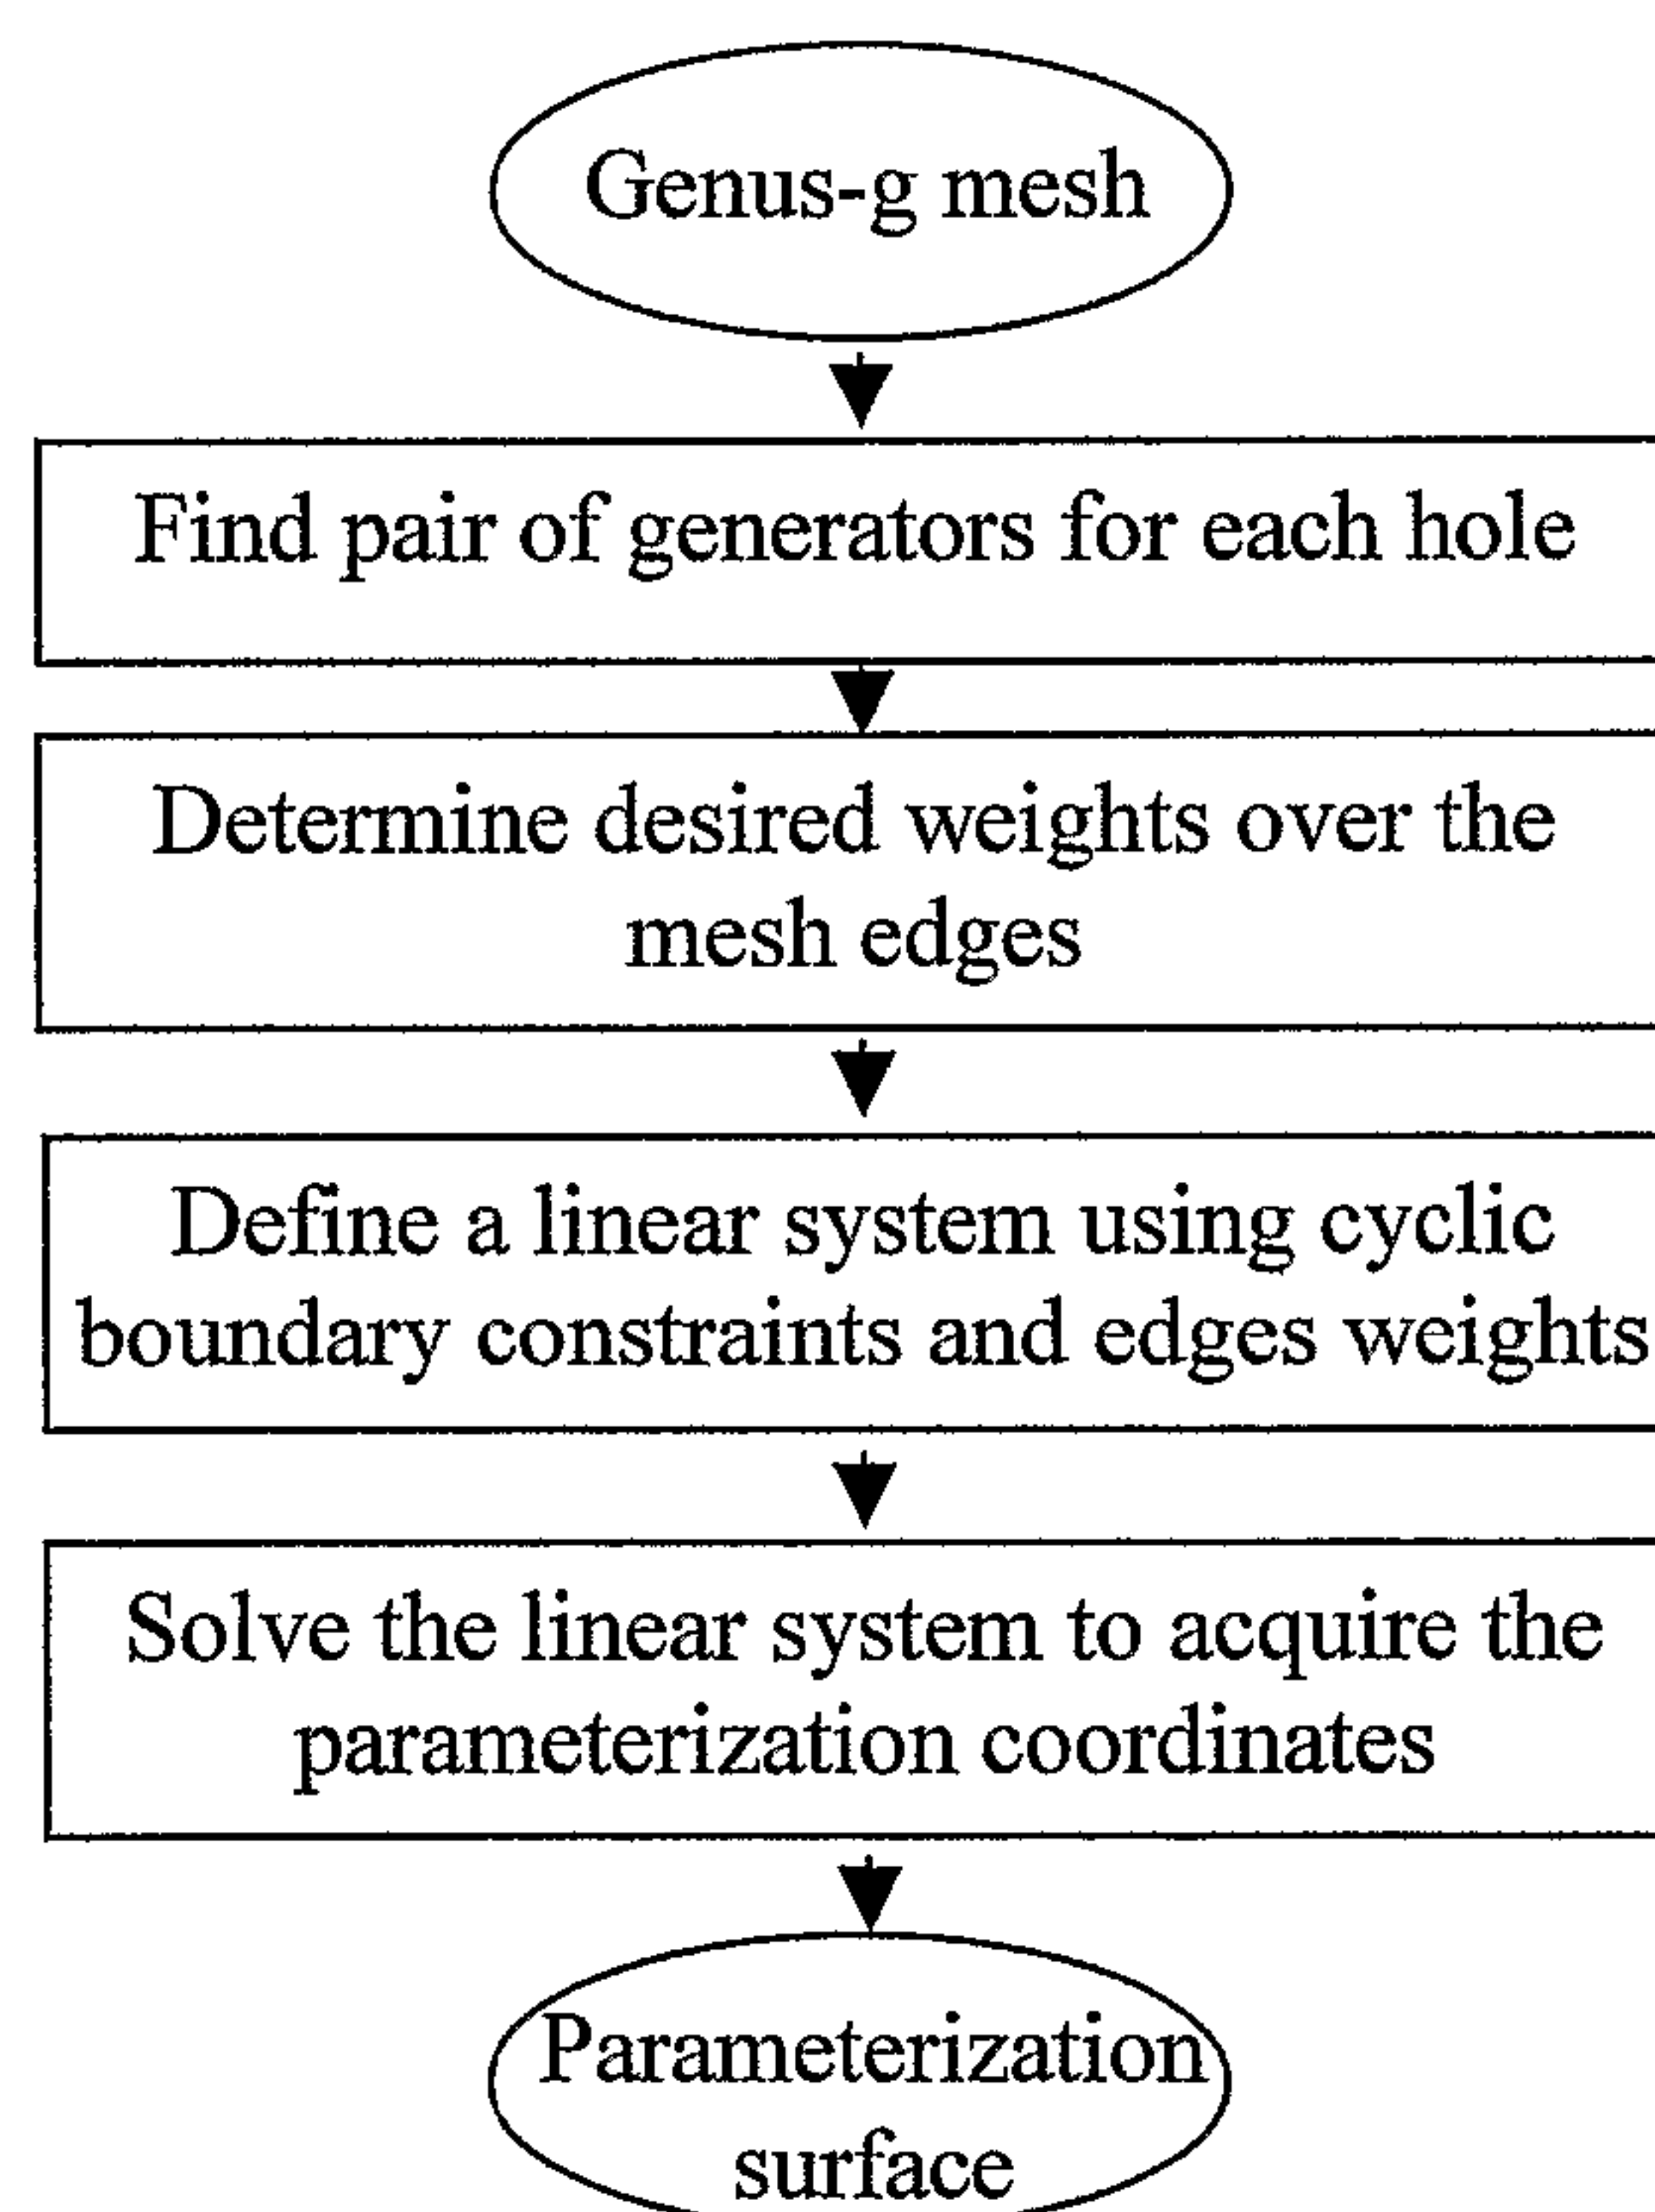 Genus-g mesh
Find pair of generators for each hole
Determine desired weights over the
mesh edges
Define a linear system using cyclic
boundary constraints and edges weights
Solve the linear system to acquire the
parameterization coordinates
Parameterization
surface